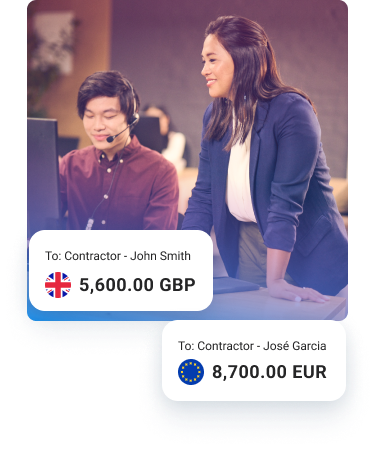 To: Contractor - John Smith
5,600.00 GBP
To: Contractor - José Garcia
8,700.00 EUR